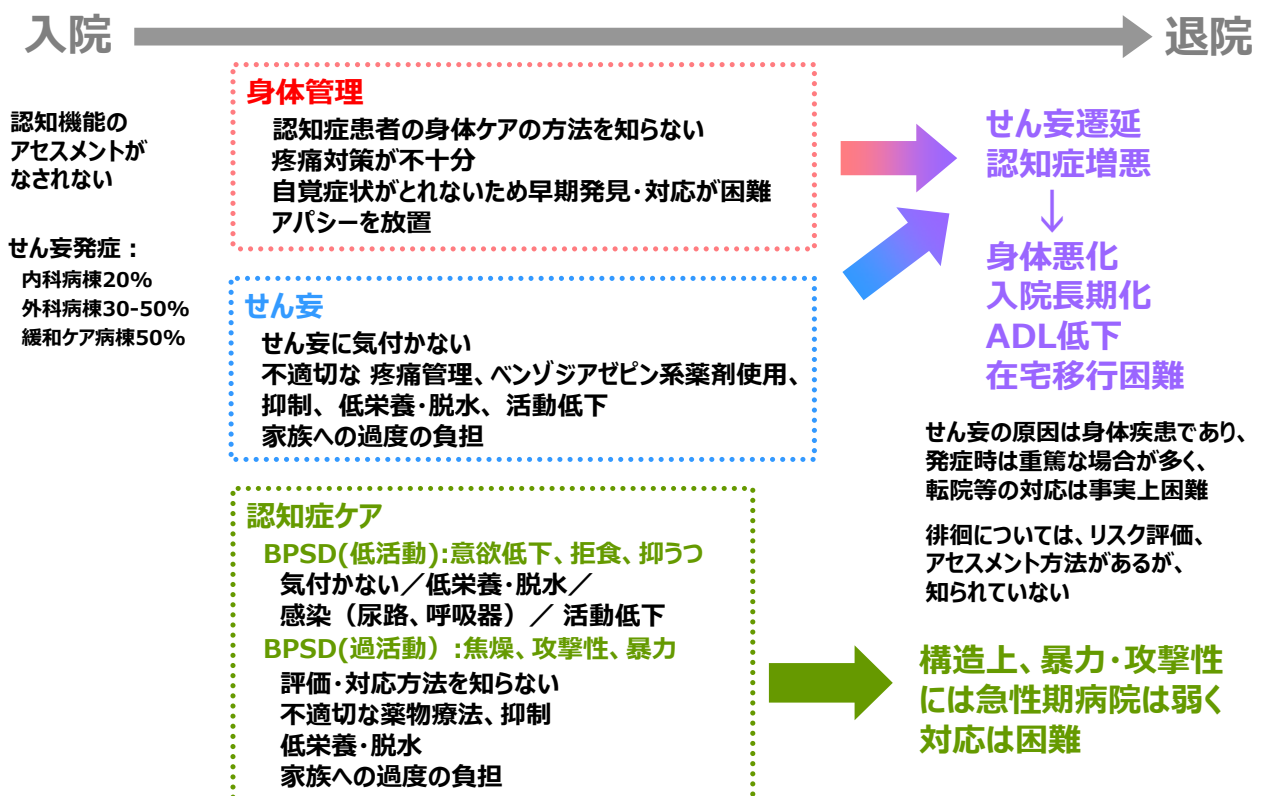 入院
退院
認知機能の
アセスメントが
なされない
せん妄発症：
内科病棟20%
外科病棟30-50%
緩和ケア病棟50%
身体管理
認知症患者の身体ケアの方法を知らない
疼痛対策が不十分
自覚症状がとれないため早期発見・対応が困難
アパシーを放置
せん妄
せん妄に気付かない
不適切な 疼痛管理、ベンゾジアゼピン系薬剤使用、
抑制、低栄養・脱水、活動低下
家族への過度の負担
認知症ケア
BPSD(低活動):意欲低下、拒食、抑うつ
気付かない／低栄養・脱水／
感染（尿路、呼吸器）／ 活動低下
BPSD(過活動）:焦燥、攻撃性、暴力
評価・対応方法を知らない
不適切な薬物療法、抑制
低栄養・脱水
家族への過度の負担
せん妄遷延
認知症増悪
↓
身体悪化
入院長期化
ADL低下
在宅移行困難
せん妄の原因は身体疾患であり、
発症時は重篤な場合が多く、
転院等の対応は事実上困難
徘徊については、リスク評価、
アセスメント方法があるが、
知られていない
構造上、暴力・攻撃性
には急性期病院は弱く
対応は困難